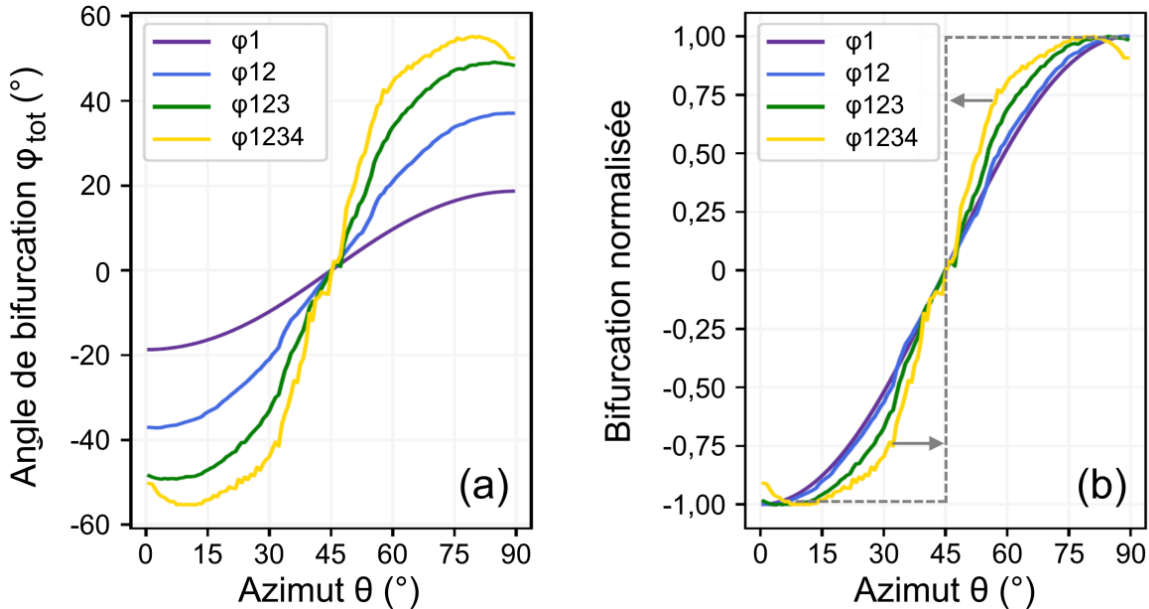 Angle de bifurcation φtot (°)
60
40
20
0
-20
-40
-60
φ1
φ12
φ123
φ1234
(a)
0 15 30 45 60 75 90
Azimut θ (°)
Bifurcation normalisée
1,00
0,75
0,50
0,25
0
-0,25
-0,50
-0,75
-1,00
φ1
φ12
φ123
φ1234
(b)
0 15 30 45 60 75 90
Azimut θ (°)